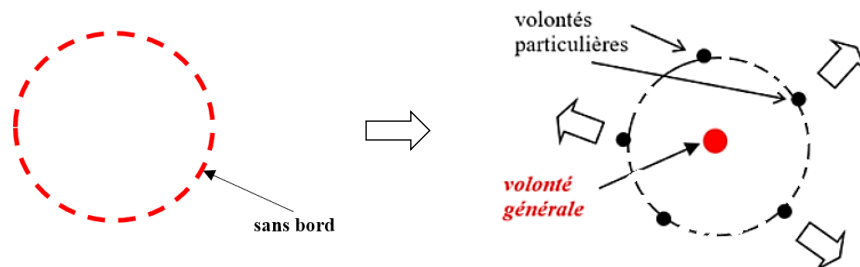 sans bord
volontés
particulières
volonté
générale